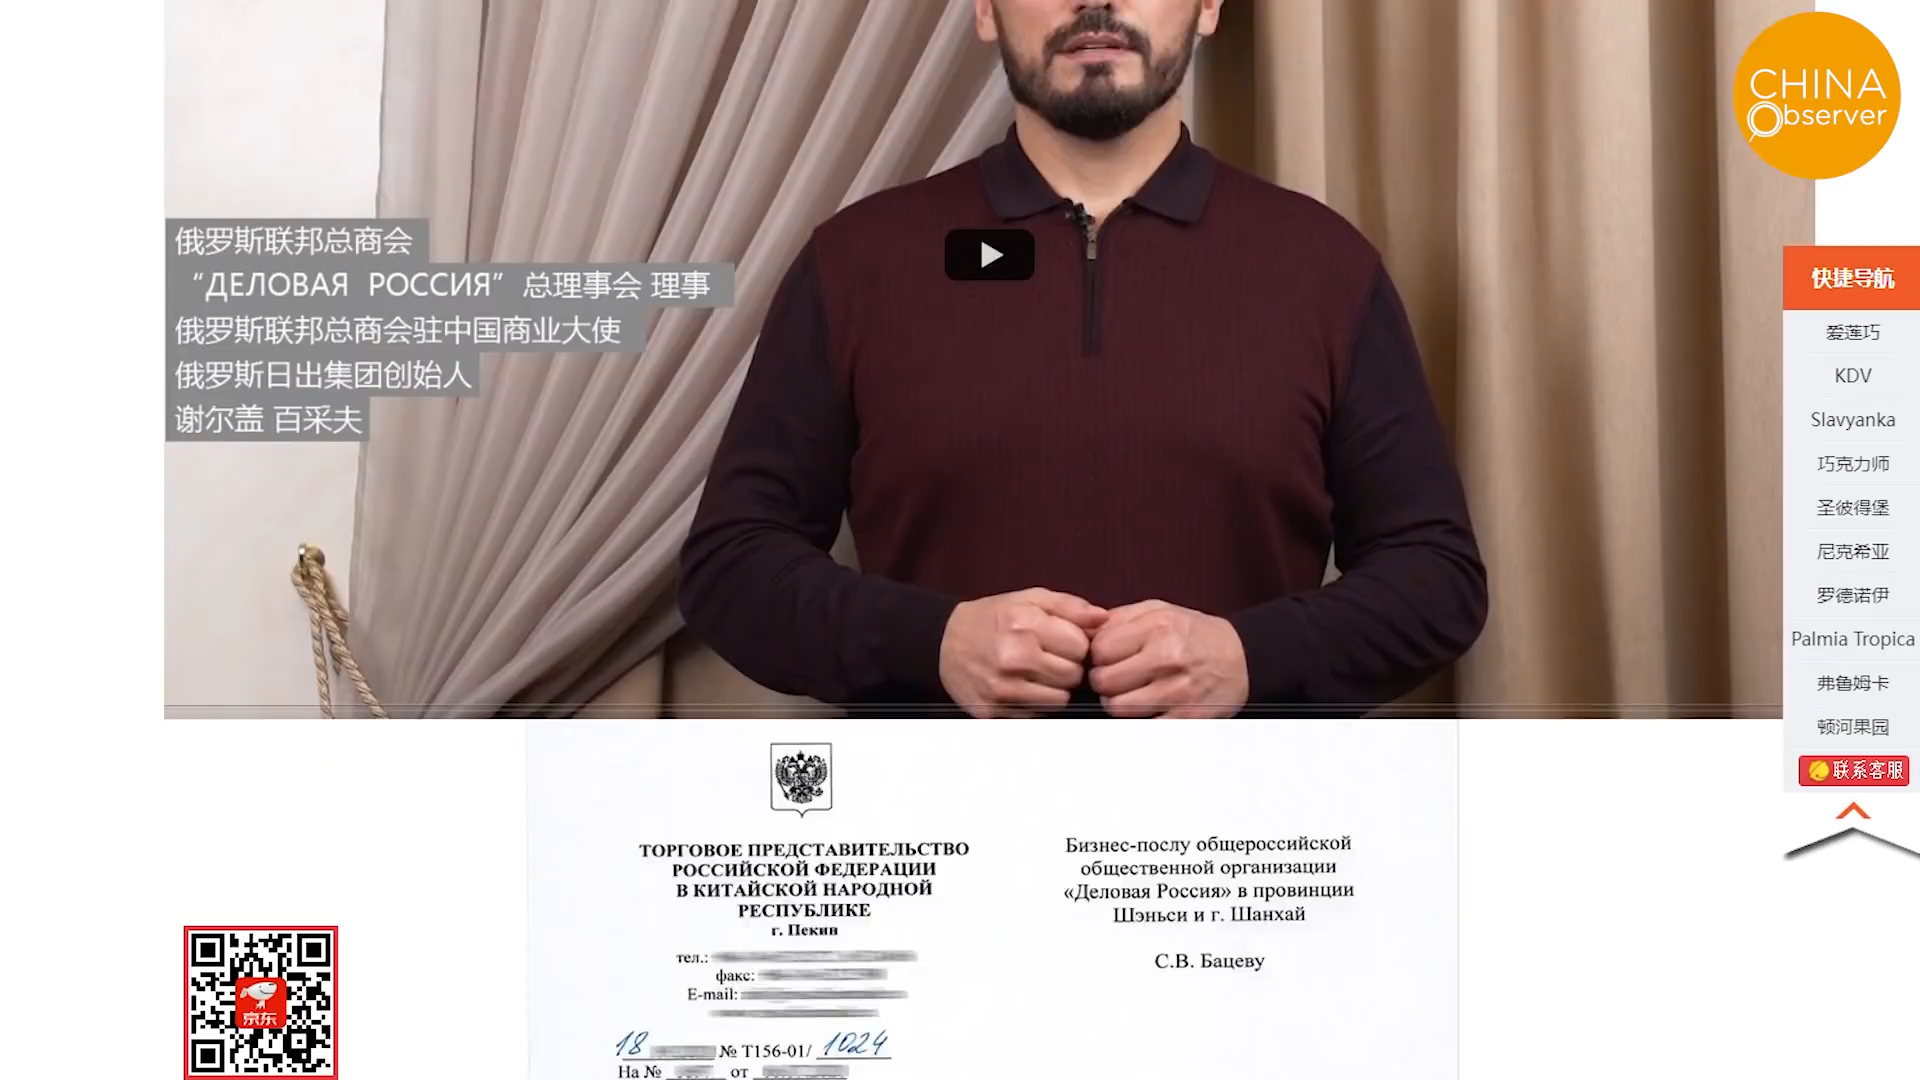 CHINA
Observer
俄罗斯联邦总商会
“ДЕЛОВАЯ РОССИЯ” 总理事会 理事
俄罗斯联邦总商会驻中国商业大使
俄罗斯日出集团创始人
谢尔盖 百采夫
快捷导航
爱莲巧
KDV
Slavyanka
巧克力师
圣彼得堡
尼克希亚
罗德诺伊
Palmia Tropica
弗鲁姆卡
顿河果园
联系客服
ТОРГОВОЕ ПРЕДСТАВИТЕЛЬСТВО
РОССИЙСКОЙ ФЕДЕРАЦИИ
В КИТАЙСКОЙ НАРОДНОЙ
РЕСПУБЛИКЕ
г. Пекин
тел.:
факс:
E-mail:
18 № Т156-01/ 1024
На № от
Бизнес-послу общероссийской
общественной организации
«Деловая Россия» в провинции
Шэньси и г. Шанхай
С.В. Бацеву
京东